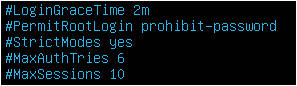 #LoginGraceTime 2m
#PermitRootLogin prohibit-password
#StrictModes yes
#MaxAuthTries 6
#MaxSessions 10